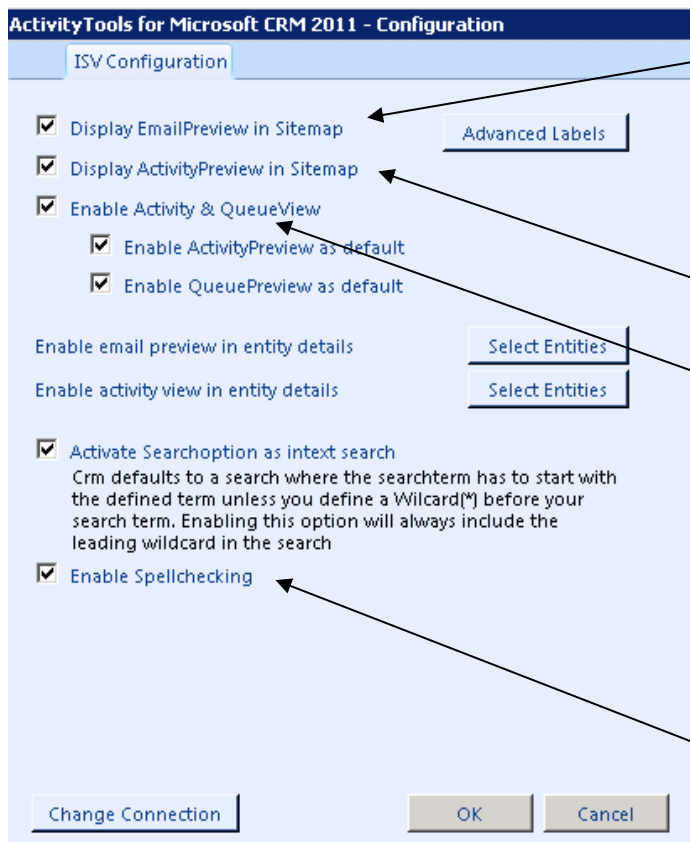 ActivityTools for Microsoft CRM 2011 - Configuration
ISV Configuration
Display EmailPreview in Sitemap
Advanced Labels
Display ActivityPreview in Sitemap
Enable Activity & QueueView
Enable ActivityPreview as default
Enable QueuePreview as default
Enable email preview in entity details
Select Entities
Enable activity view in entity details
Select Entities
Activate Searchoption as intext search
Crm defaults to a search where the searchterm has to start with
the defined term unless you define a Wilcard(*) before your
search term. Enabling this option will always include the
leading wildcard in the search
Enable Spellchecking
Change Connection
OK
Cancel